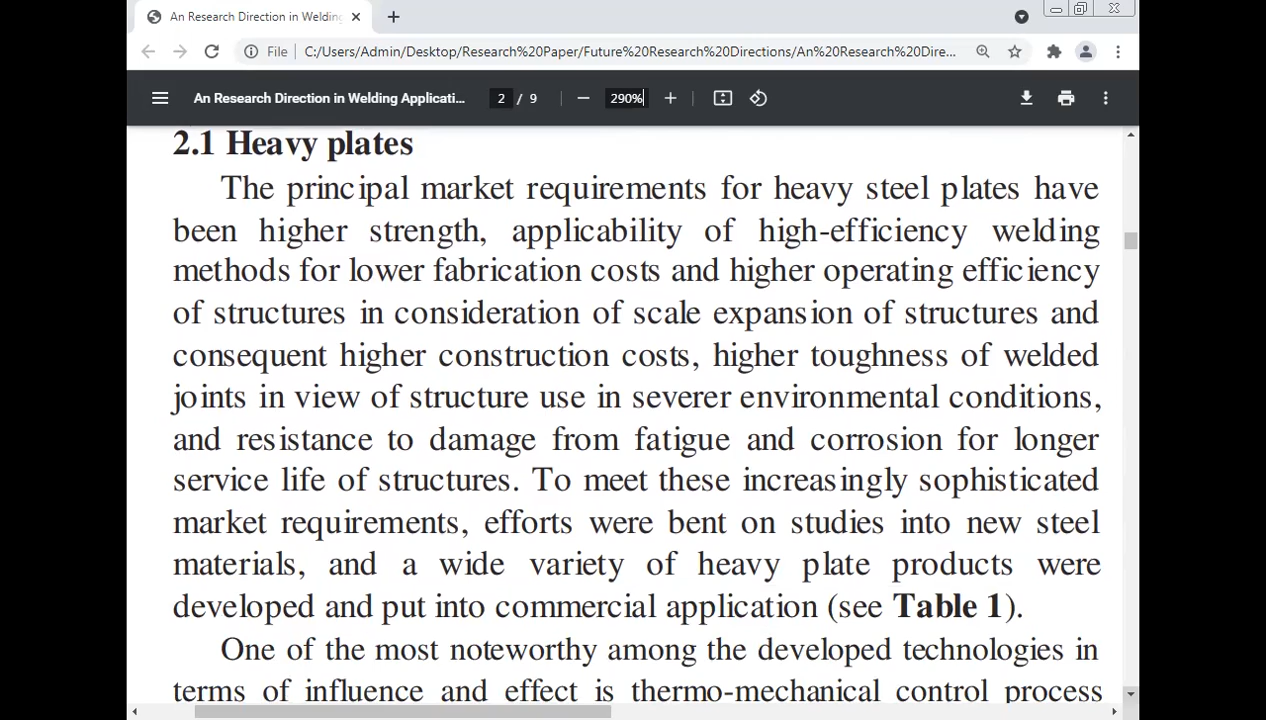 An Research Direction in Welding
File C:/Users/Admin/Desktop/Research%20Paper/Future%20Research%20Directions/An%20Research%20Dire...
An Research Direction in Welding Applicati... 2 / 9 290%
2.1 Heavy plates
The principal market requirements for heavy steel plates have
been higher strength, applicability of high-efficiency welding
methods for lower fabrication costs and higher operating efficiency
of structures in consideration of scale expansion of structures and
consequent higher construction costs, higher toughness of welded
joints in view of structure use in severer environmental conditions,
and resistance to damage from fatigue and corrosion for longer
service life of structures. To meet these increasingly sophisticated
market requirements, efforts were bent on studies into new steel
materials, and a wide variety of heavy plate products were
developed and put into commercial application (see Table 1).
One of the most noteworthy among the developed technologies in
terms of influence and effect is thermo-mechanical control process